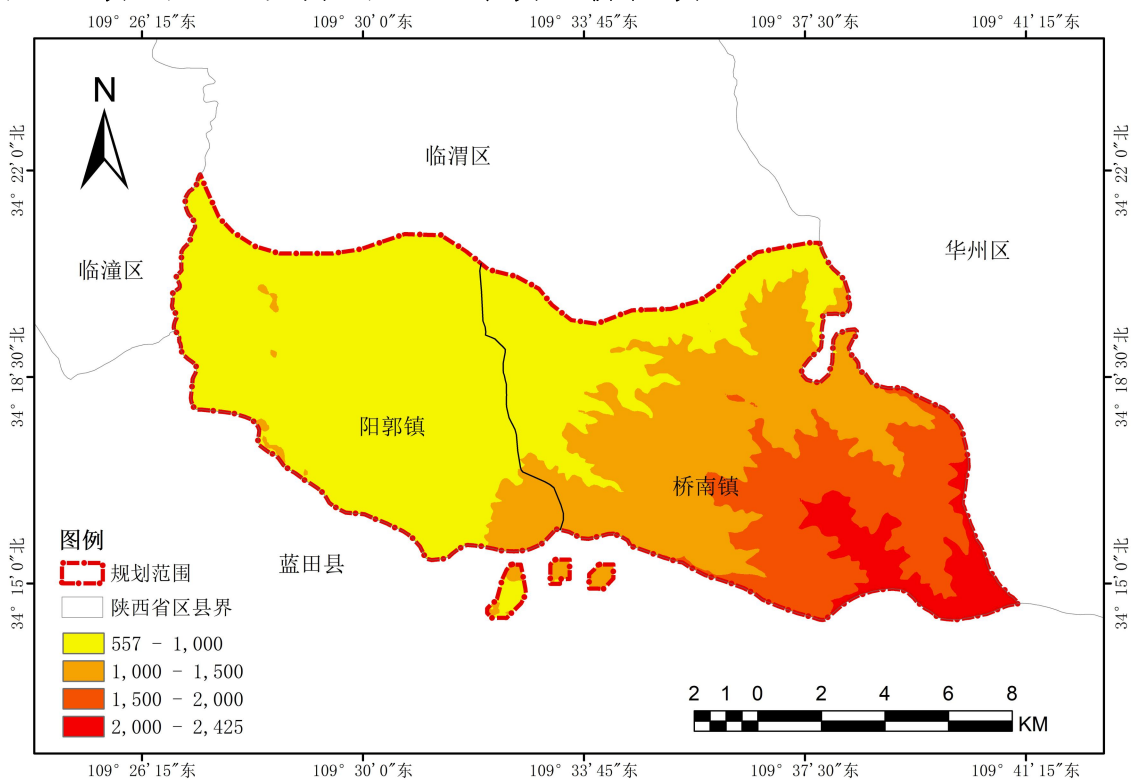 109° 26′15″东
109° 30′0″东
109° 33′45″东
109° 37′30″东
109° 41′15″东
N
临渭区
34° 22′0″北
34° 22′0″北
华州区
临潼区
34° 18′30″北
34° 18′30″北
阳郭镇
桥南镇
图例
蓝田县
规划范围
34° 15′0″北
34° 15′0″北
陕西省区县界
557 - 1,000
1,000 - 1,500
1,500 - 2,000
2,000 - 2,425
2 1 0 2 4 6 8
KM
109° 26′15″东
109° 30′0″东
109° 33′45″东
109° 37′30″东
109° 41′15″东